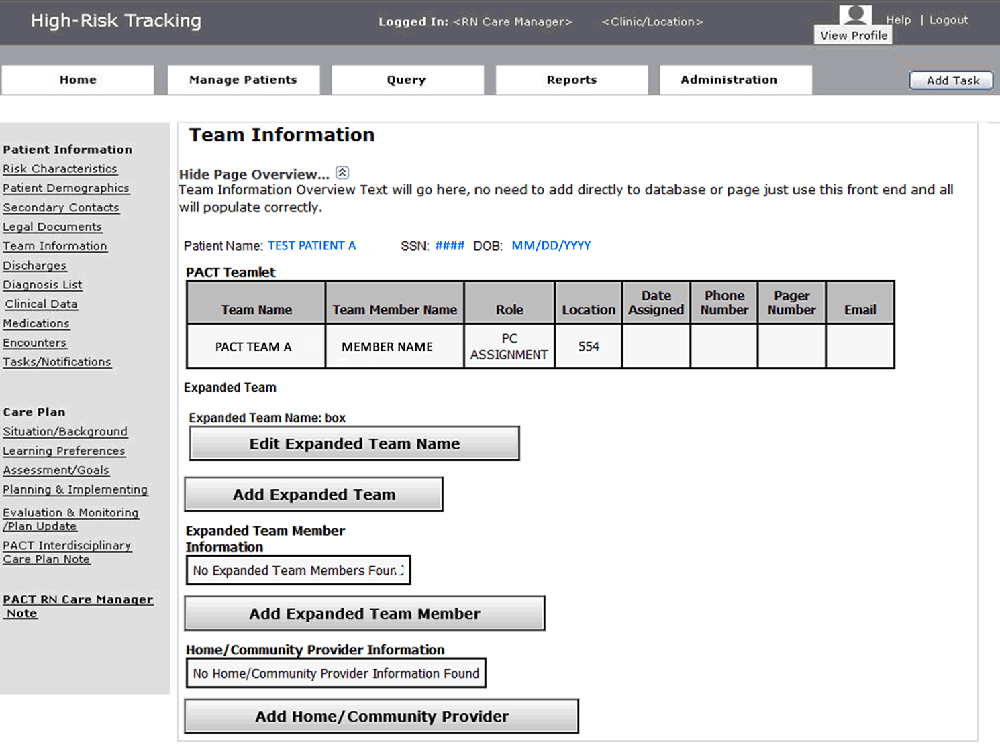 High-Risk Tracking
Logged In: <RN Care Manager> <Clinic/Location>
View Profile
Help | Logout
Home
Manage Patients
Query
Reports
Administration
Add Task
Patient Information
Risk Characteristics
Patient Demographics
Secondary Contacts
Legal Documents
Team Information
Discharges
Diagnosis List
Clinical Data
Medications
Encounters
Tasks/Notifications
Care Plan
Situation/Background
Learning Preferences
Assessment/Goals
Planning & Implementing
Evaluation & Monitoring
/Plan Update
PACT Interdisciplinary
Care Plan Note
PACT RN Care Manager
Note
Team Information
Hide Page Overview...
Team Information Overview Text will go here, no need to add directly to database or page just use this front end and all
will populate correctly.
Patient Name: TEST PATIENT A SSN: #### DOB: MM/DD/YYYY
PACT Teamlet
Team Name
Team Member Name
Role
Location
Date
Assigned
Phone
Number
Pager
Number
Email
PACT TEAM A
MEMBER NAME
PC
ASSIGNMENT
554
Expanded Team
Expanded Team Name: box
Edit Expanded Team Name
Add Expanded Team
Expanded Team Member
Information
No Expanded Team Members Found
Add Expanded Team Member
Home/Community Provider Information
No Home/Community Provider Information Found
Add Home/Community Provider